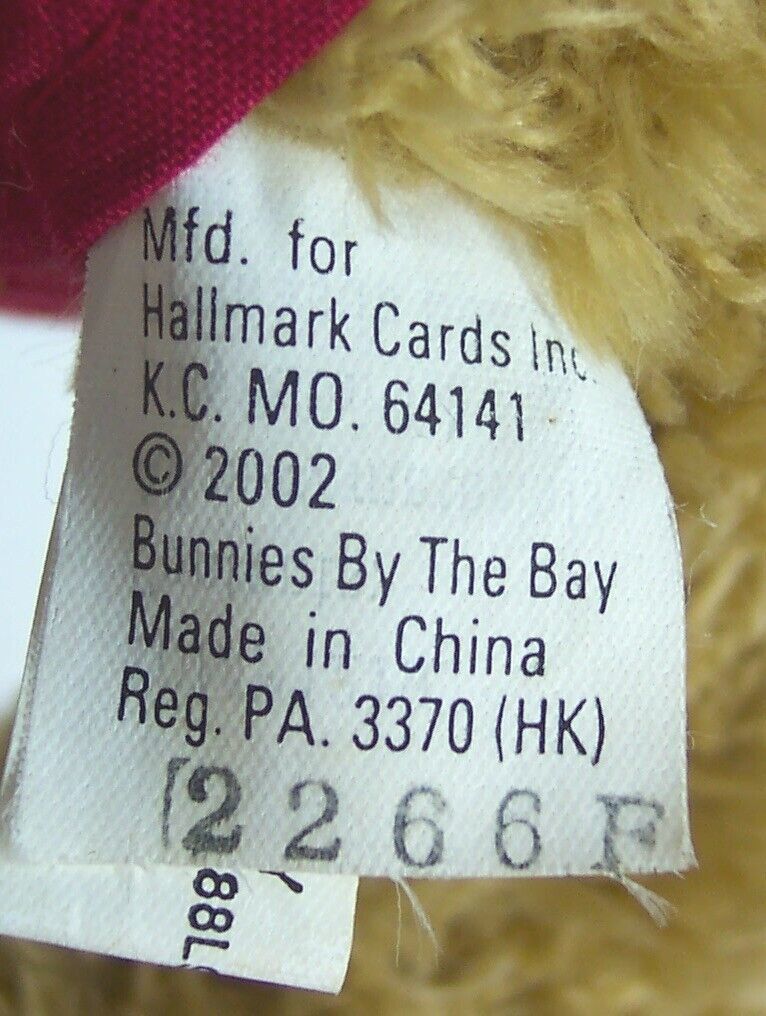 Mfd. for
Hallmark Cards Inc.
K.C. MO. 64141
© 2002
Bunnies By The Bay
Made in China
Reg. PA. 3370 (HK)
2266F
88L